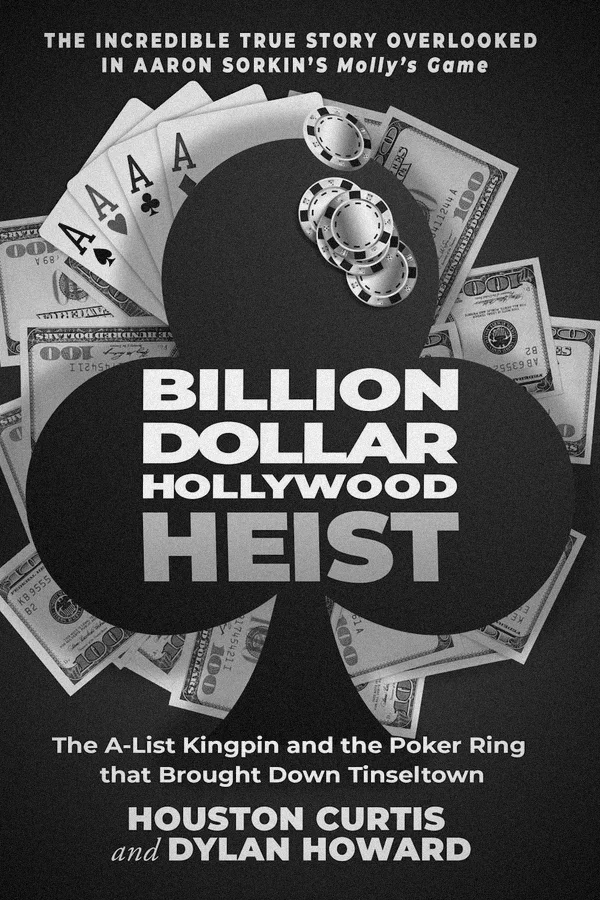 THE INCREDIBLE TRUE STORY OVERLOOKED
IN AARON SORKIN'S Molly's Game
A
A
A
A
BILLION
DOLLAR
HOLLYWOOD
HEIST
The A-List Kingpin and the Poker Ring
that Brought Down Tinseltown
HOUSTON CURTIS
and DYLAN HOWARD